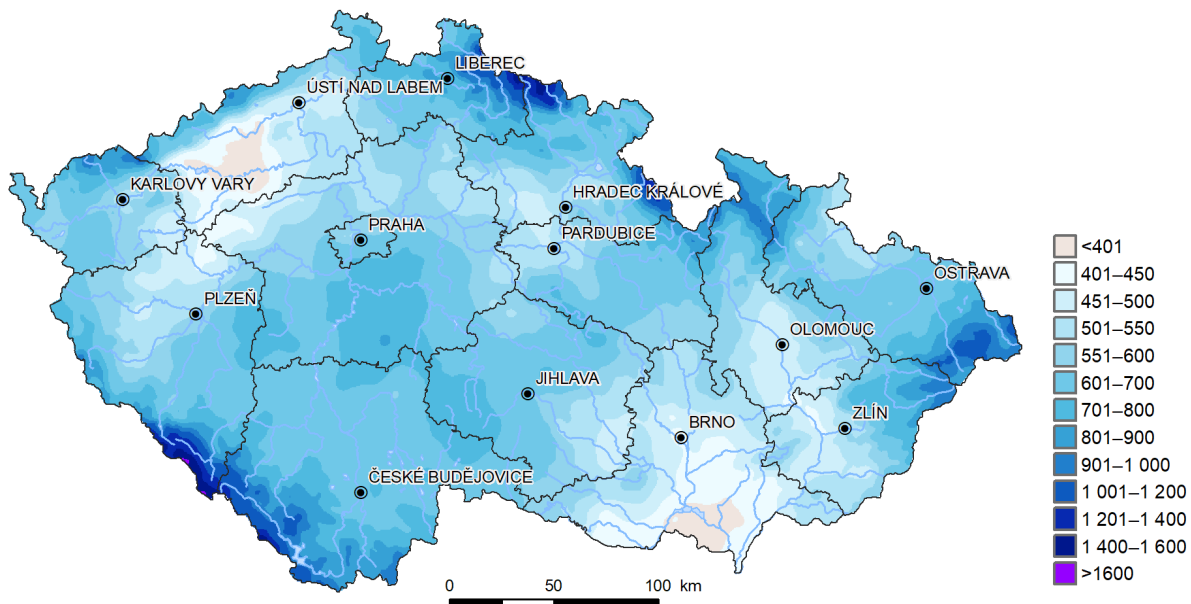 LIBEREC
ÚSTÍ NAD LABEM
KARLOVY VARY
HRADEC KRÁLOVÉ
PRAHA
PARDUBICE
OSTRAVA
PLZEŇ
OLOMOUC
JIHLAVA
ZLÍN
BRNO
ČESKÉ BUDĚJOVICE
<401
401–450
451–500
501–550
551–600
601–700
701–800
801–900
901–1 000
1 001–1 200
1 201–1 400
1 400–1 600
>1600
0 50 100 km